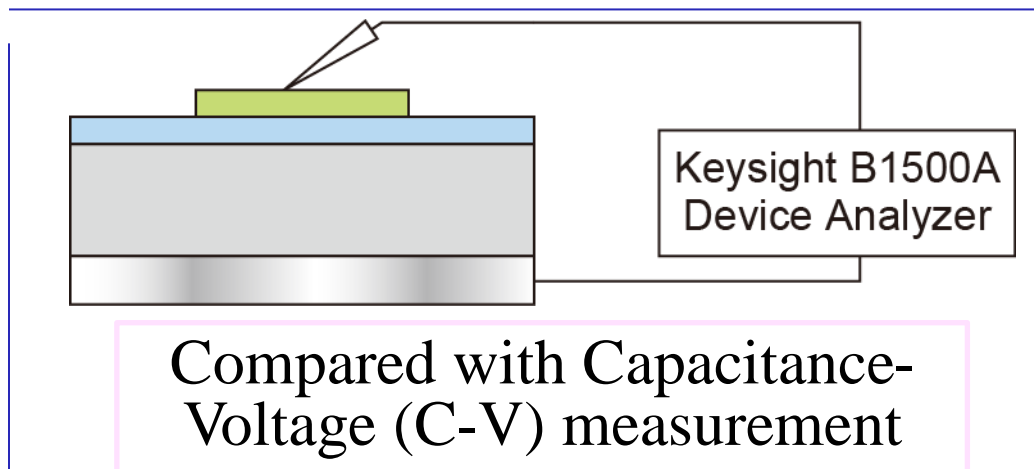 Keysight B1500A
Device Analyzer
Compared with Capacitance-
Voltage (C-V) measurement